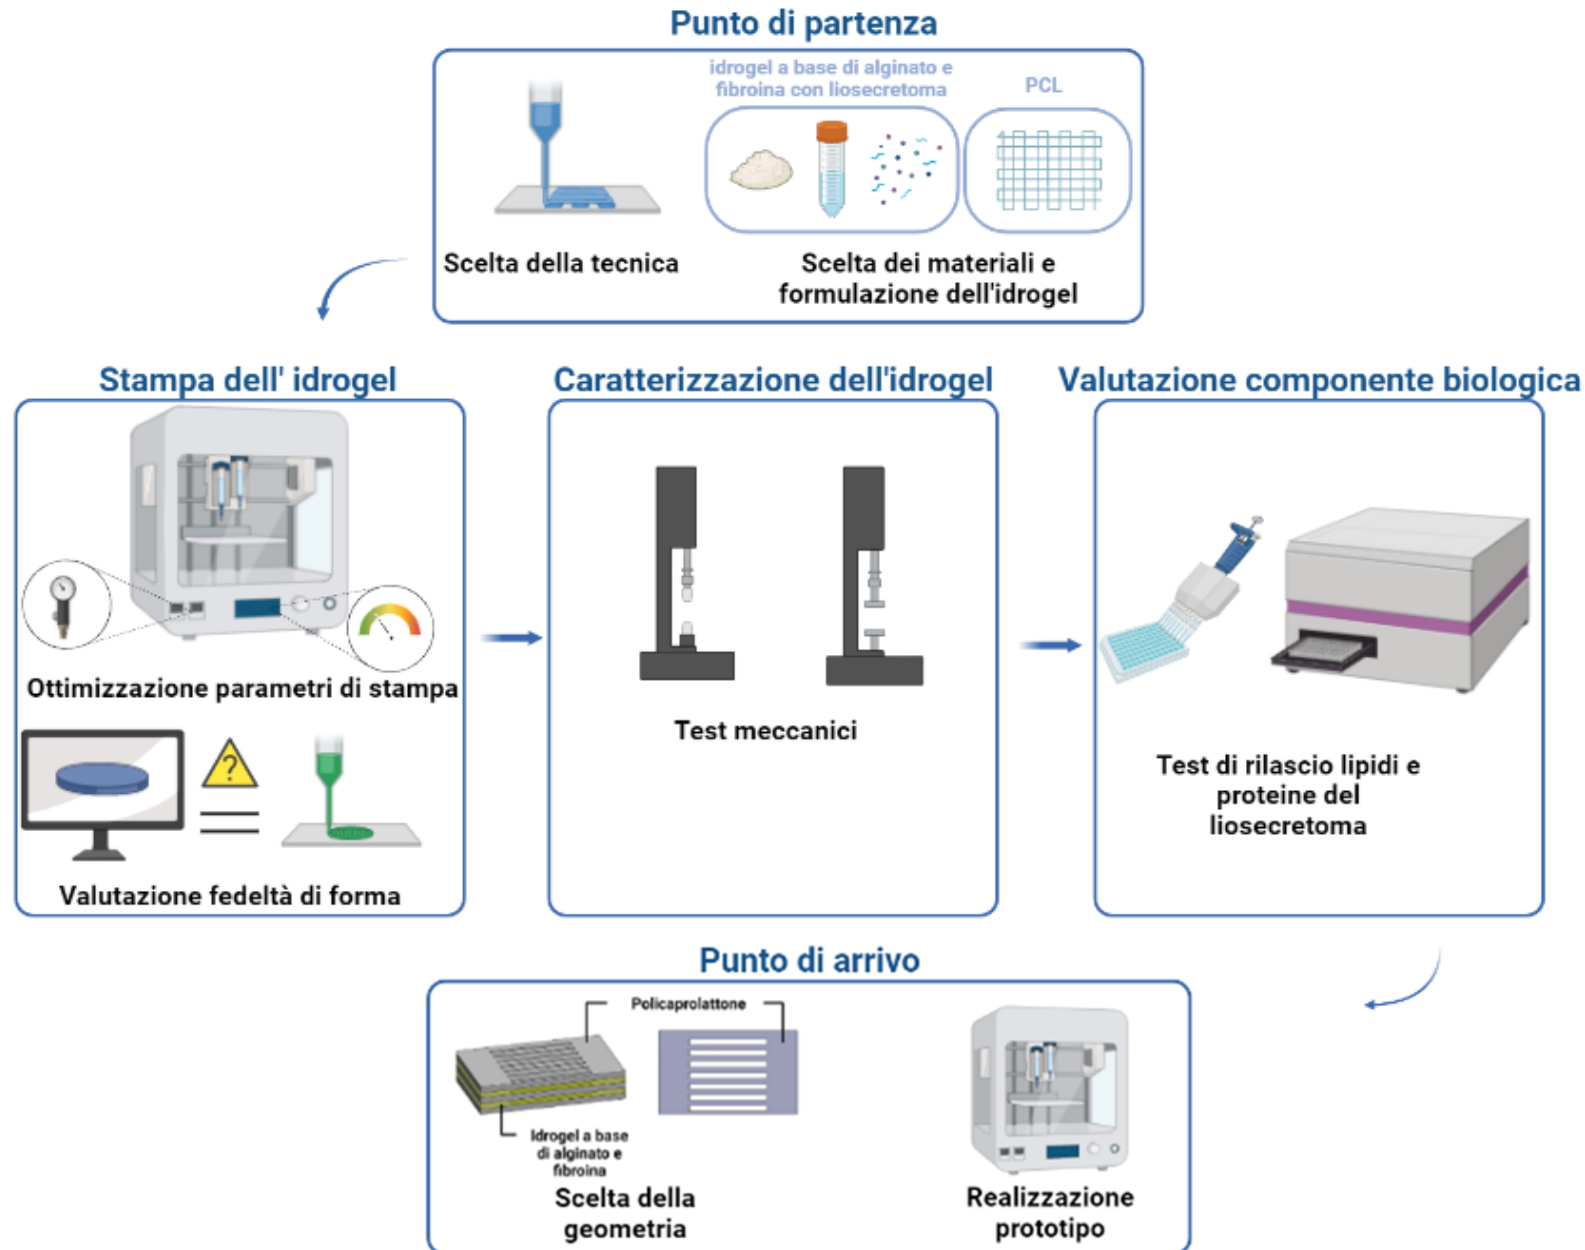 Punto di partenza
idrogel a base di alginato e
fibroina con liosecretoma
PCL
Scelta della tecnica
Scelta dei materiali e
formulazione dell'idrogel
Stampa dell' idrogel
Ottimizzazione parametri di stampa
?
Valutazione fedeltà di forma
Caratterizzazione dell'idrogel
Test meccanici
Valutazione componente biologica
Test di rilascio lipidi e
proteine del
liosecretoma
Punto di arrivo
Policaprolattone
Idrogel a base
di alginato e
fibroina
Scelta della
geometria
Realizzazione
prototipo